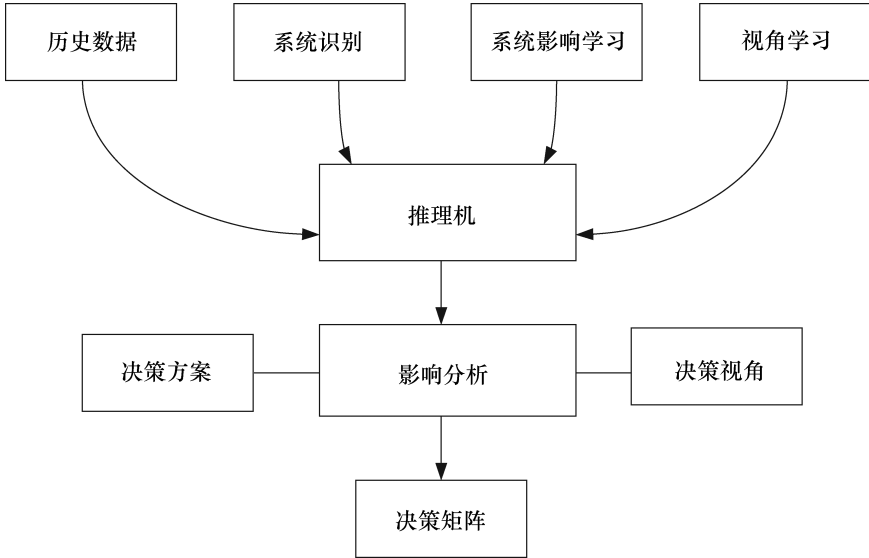 历史数据
系统识别
系统影响学习
视角学习
推理机
决策方案
影响分析
决策视角
决策矩阵